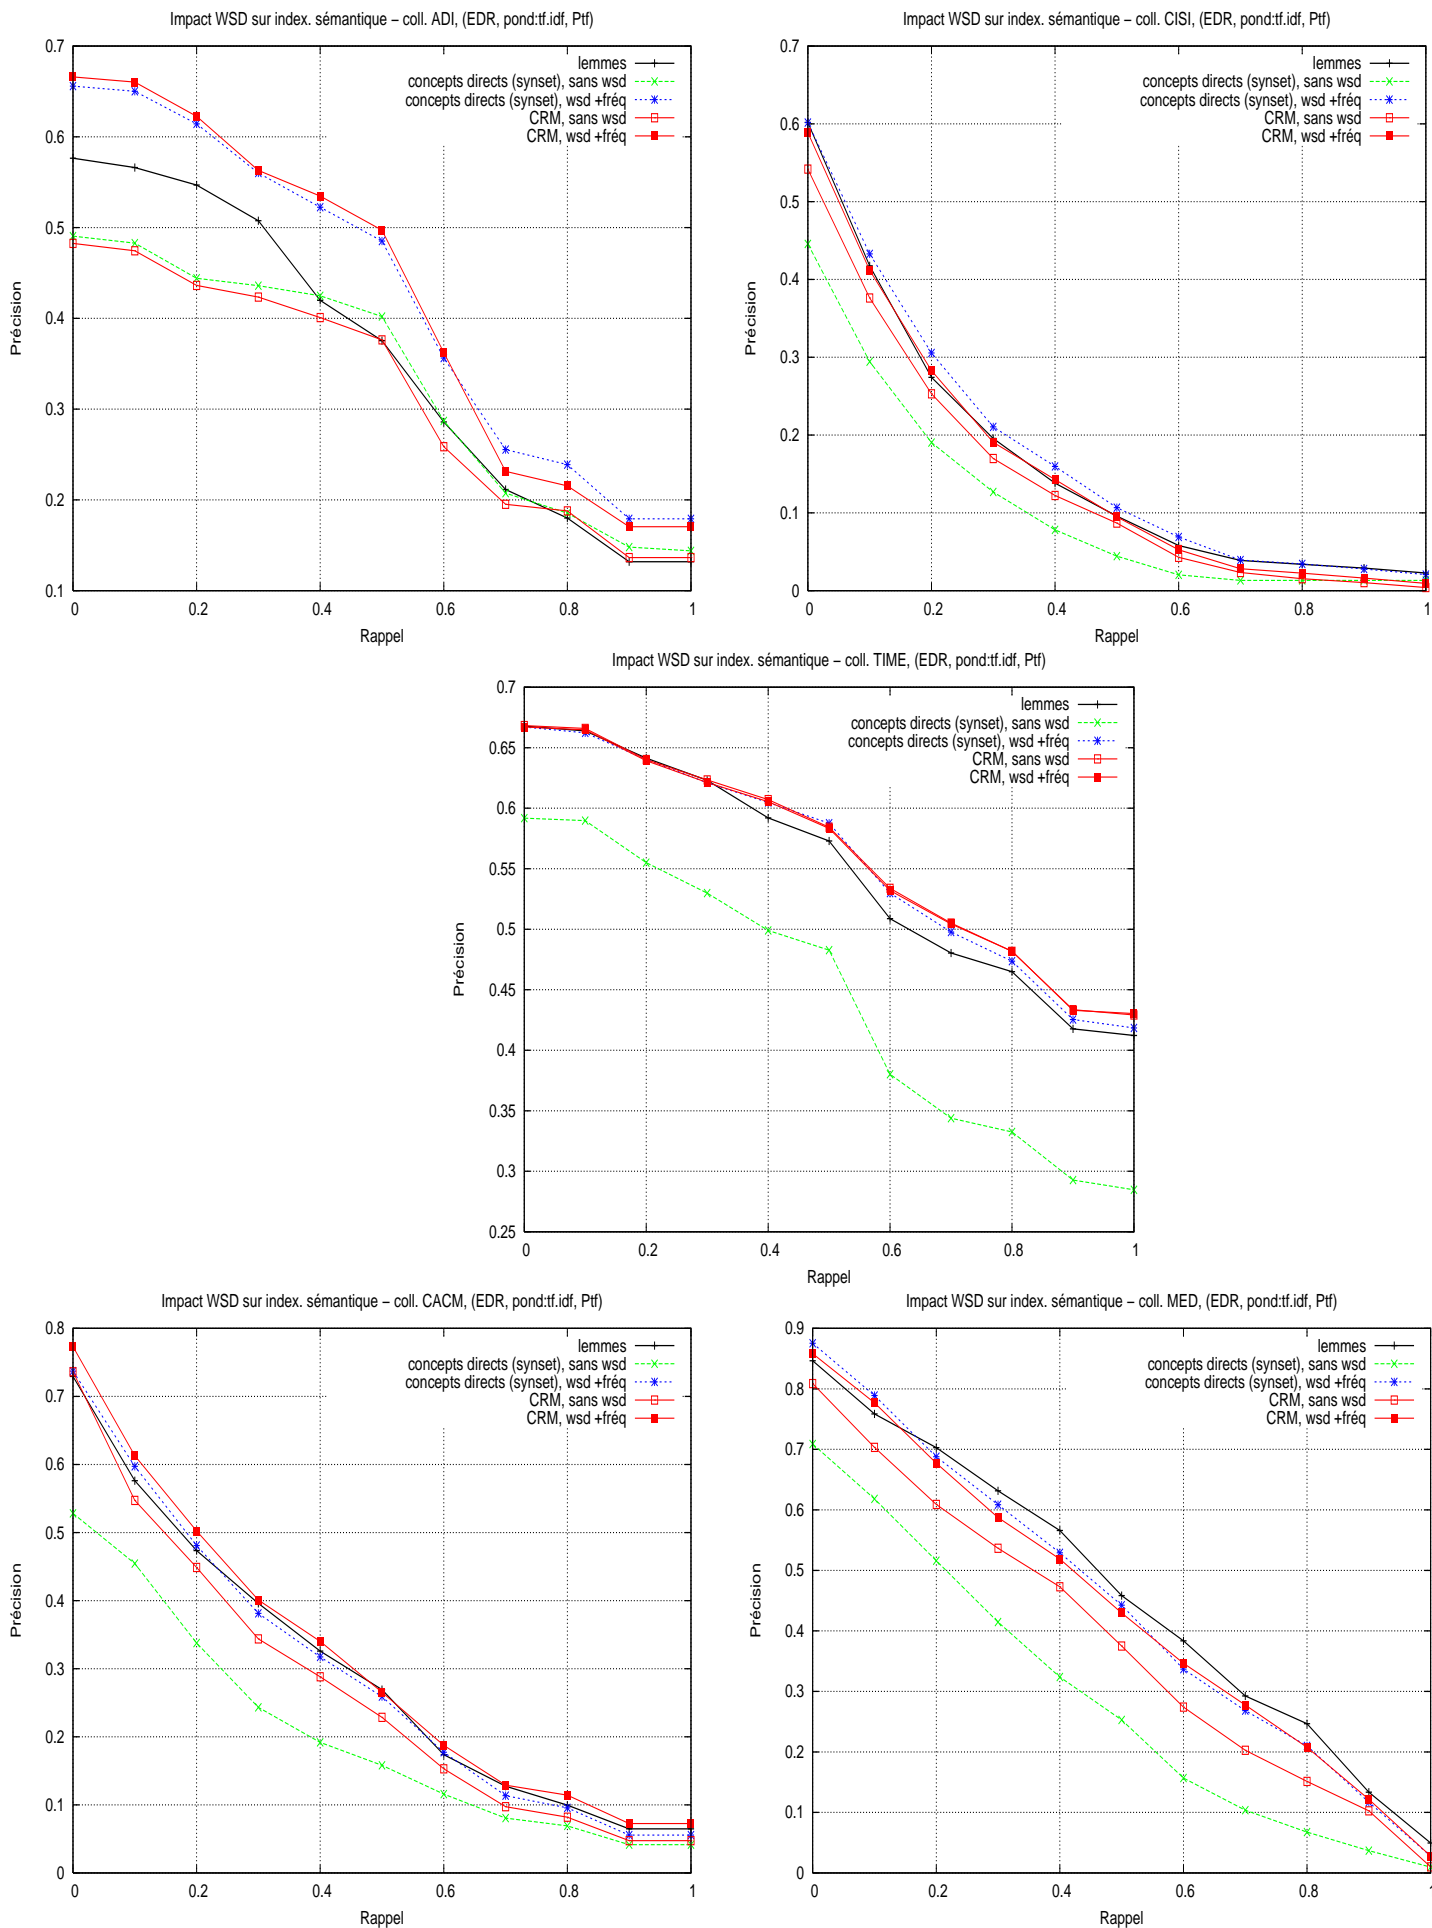 Impact WSD sur index. sémantique – coll. ADI, (EDR, pond:tf.idf, Ptf)
lemmes
concepts directs (synset), sans wsd
concepts directs (synset), wsd +fréq
CRM, sans wsd
CRM, wsd +fréq
0.7
0.6
0.5
0.4
0.3
0.2
0.1
0 0.2 0.4 0.6 0.8 1
Précision
Rappel
Impact WSD sur index. sémantique – coll. CISI, (EDR, pond:tf.idf, Ptf)
lemmes
concepts directs (synset), sans wsd
concepts directs (synset), wsd +fréq
CRM, sans wsd
CRM, wsd +fréq
0.7
0.6
0.5
0.4
0.3
0.2
0.1
0
0 0.2 0.4 0.6 0.8 1
Précision
Rappel
Impact WSD sur index. sémantique – coll. TIME, (EDR, pond:tf.idf, Ptf)
lemmes
concepts directs (synset), sans wsd
concepts directs (synset), wsd +fréq
CRM, sans wsd
CRM, wsd +fréq
0.7
0.65
0.6
0.55
0.5
0.45
0.4
0.35
0.3
0.25
0 0.2 0.4 0.6 0.8 1
Précision
Rappel
Impact WSD sur index. sémantique – coll. CACM, (EDR, pond:tf.idf, Ptf)
lemmes
concepts directs (synset), sans wsd
concepts directs (synset), wsd +fréq
CRM, sans wsd
CRM, wsd +fréq
0.8
0.7
0.6
0.5
0.4
0.3
0.2
0.1
0
0 0.2 0.4 0.6 0.8 1
Précision
Rappel
Impact WSD sur index. sémantique – coll. MED, (EDR, pond:tf.idf, Ptf)
lemmes
concepts directs (synset), sans wsd
concepts directs (synset), wsd +fréq
CRM, sans wsd
CRM, wsd +fréq
0.9
0.8
0.7
0.6
0.5
0.4
0.3
0.2
0.1
0
0 0.2 0.4 0.6 0.8 1
Précision
Rappel